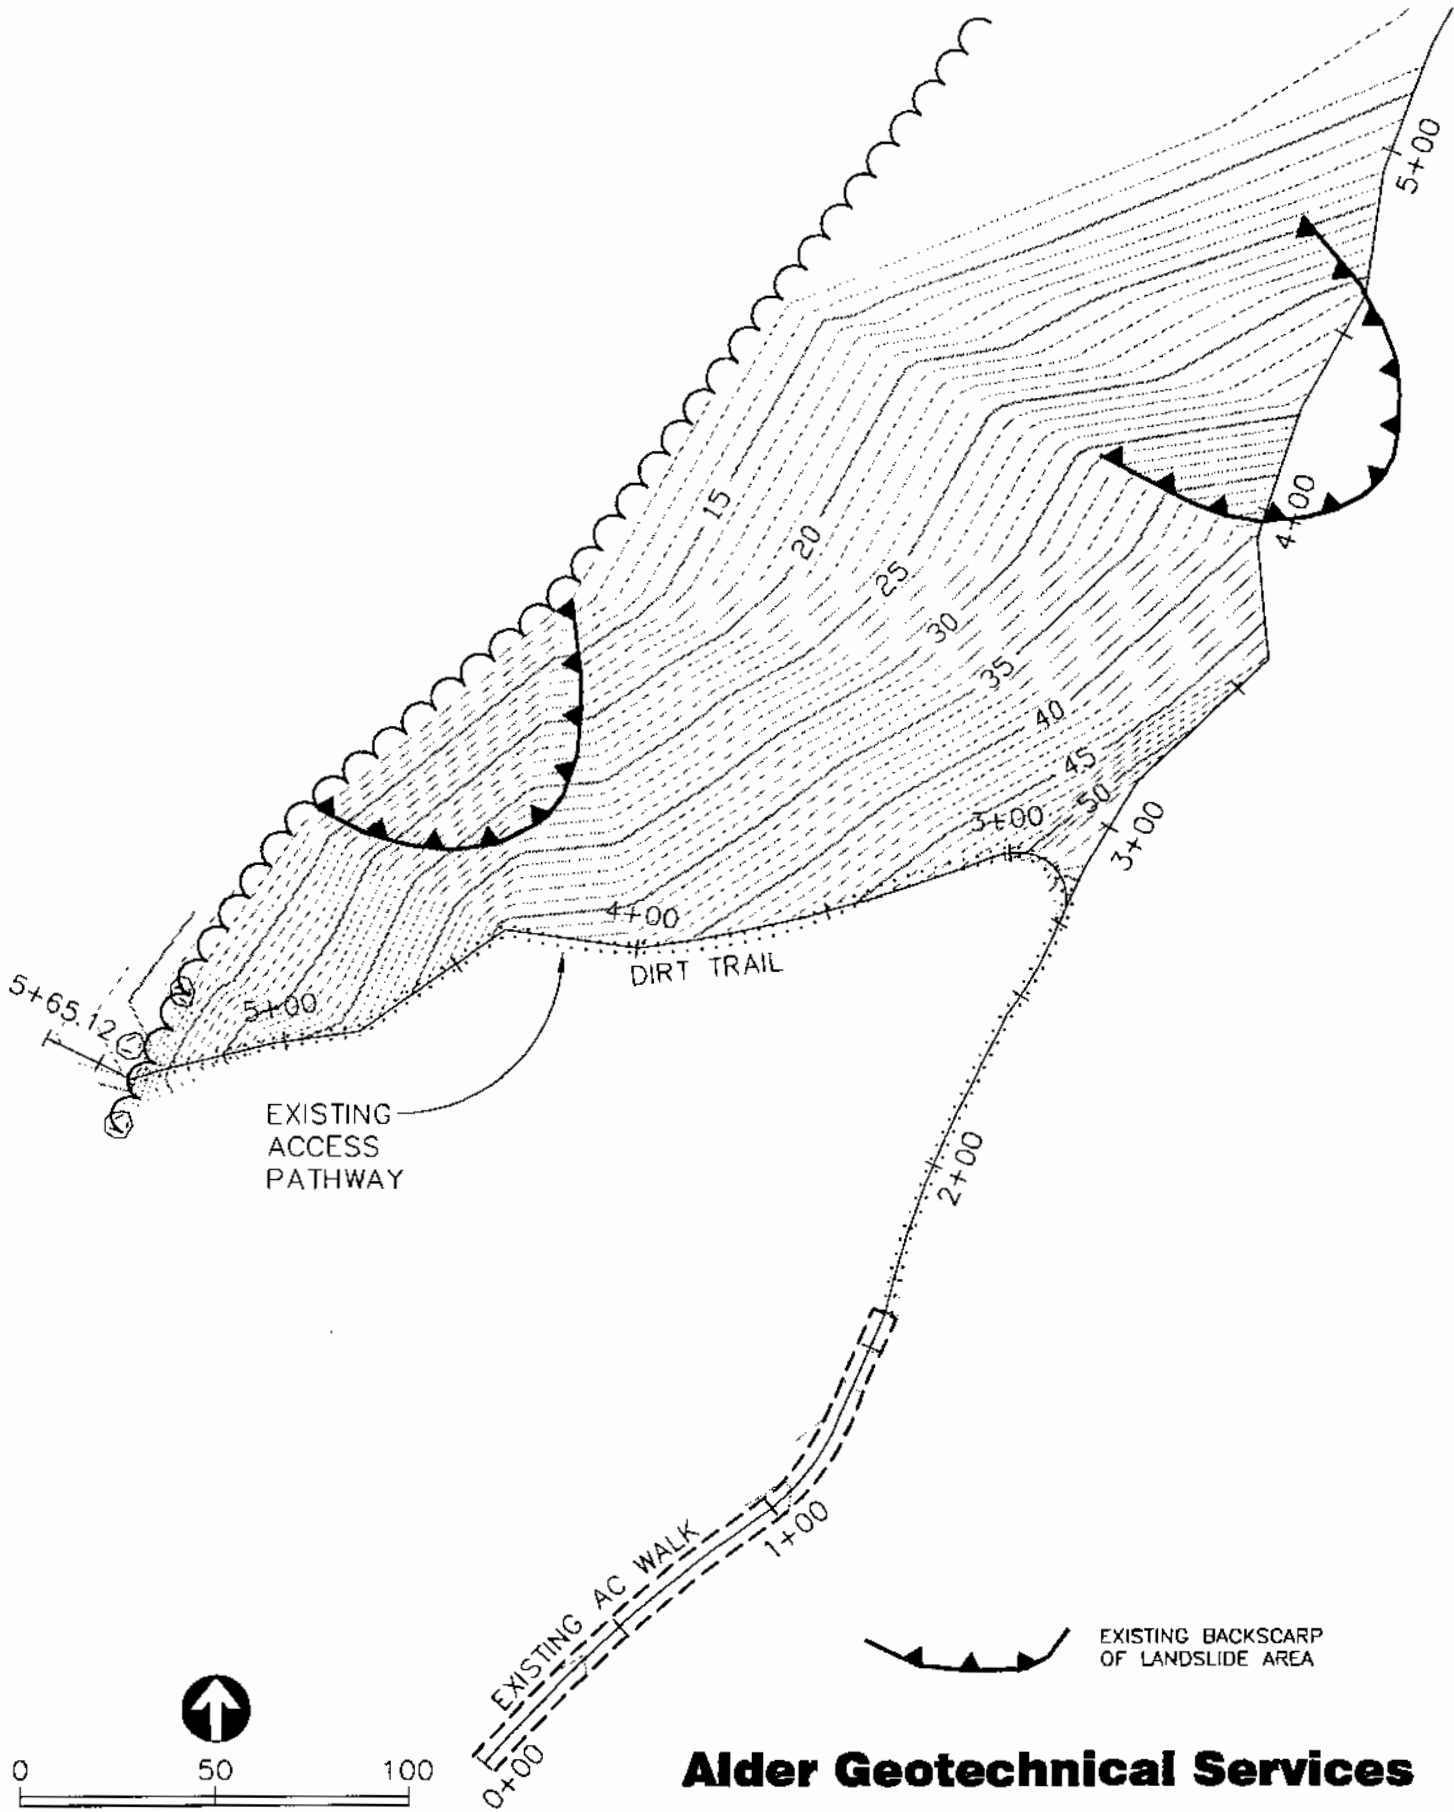 5+00
4+00
15
20
25
30
35
40
45
50
3+00
3+00
4+00
DIRT TRAIL
5+00
5+65.12
EXISTING
ACCESS
PATHWAY
2+00
1+00
EXISTING AC WALK
0+00
EXISTING BACKSCARP
OF LANDSLIDE AREA
0 50 100
Alder Geotechnical Services